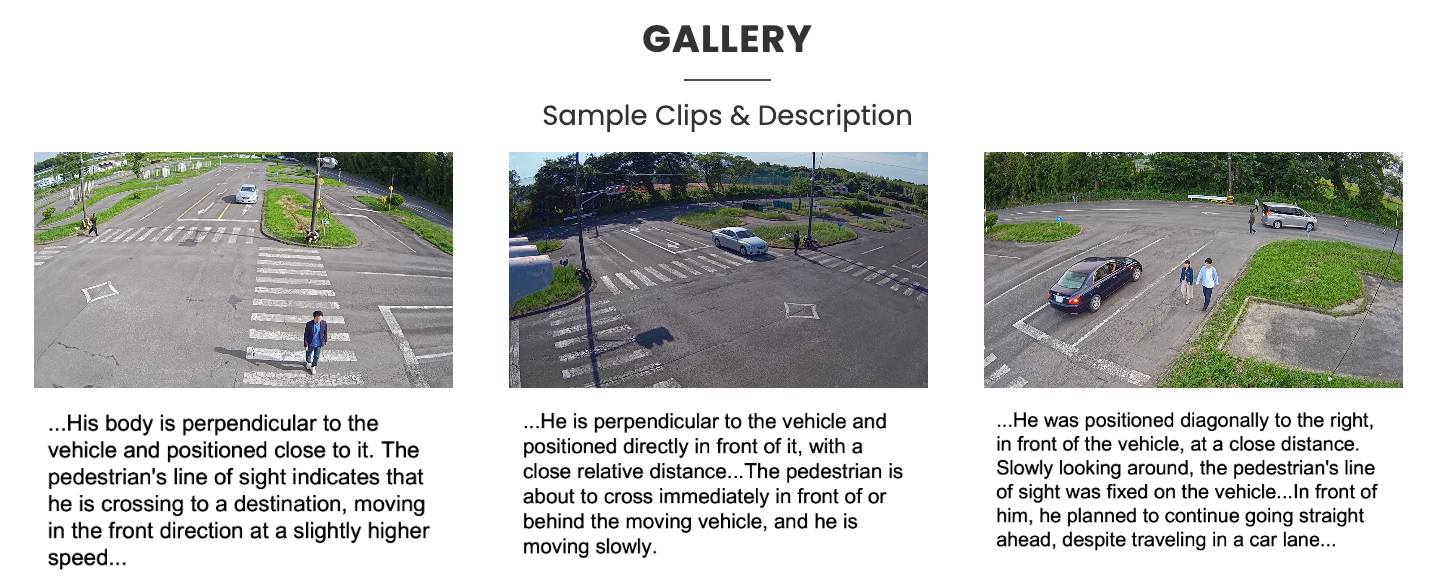 GALLERY
Sample Clips & Description
...His body is perpendicular to the
vehicle and positioned close to it. The
pedestrian's line of sight indicates that
he is crossing to a destination, moving
in the front direction at a slightly higher
speed...
...He is perpendicular to the vehicle and
positioned directly in front of it, with a
close relative distance...The pedestrian is
about to cross immediately in front of or
behind the moving vehicle, and he is
moving slowly.
...He was positioned diagonally to the right,
in front of the vehicle, at a close distance.
Slowly looking around, the pedestrian's line
of sight was fixed on the vehicle...In front of
him, he planned to continue going straight
ahead, despite traveling in a car lane...